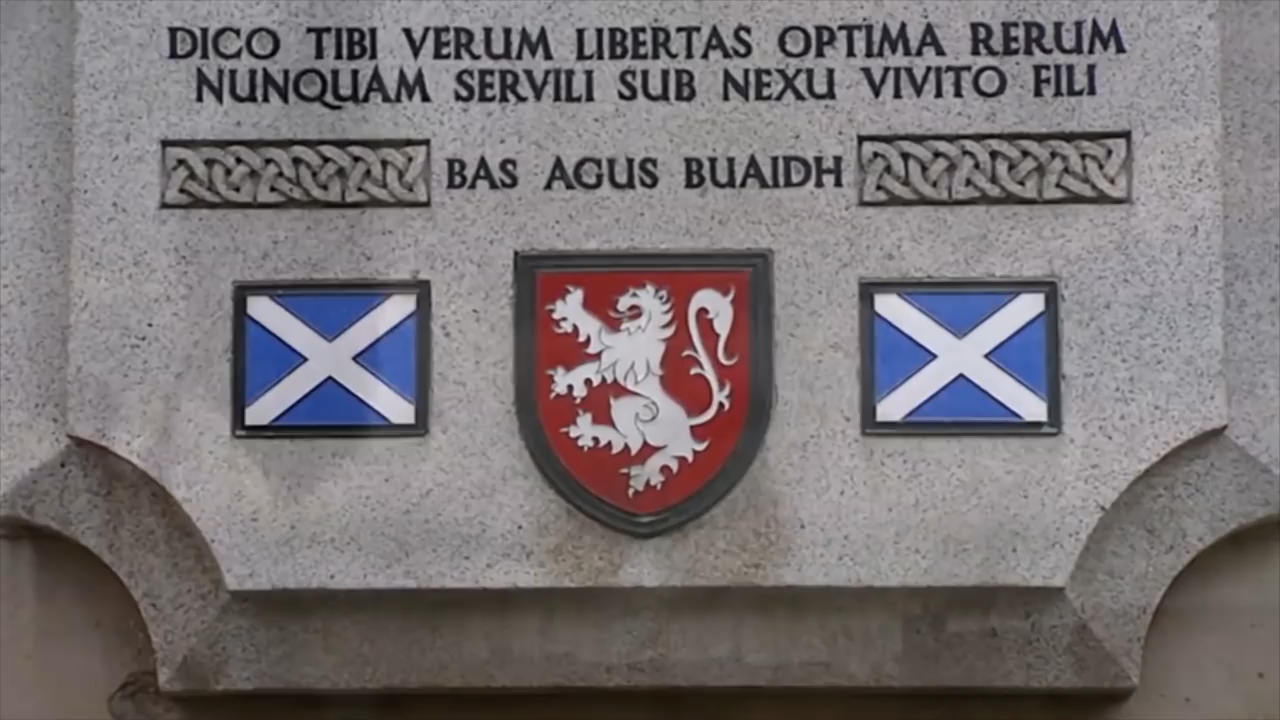 DICO TIBI VERUM LIBERTAS OPTIMA RERUM
NUNQUAM SERVILI SUB NEXU VIVITO FILI
BAS AGUS BUAIDH